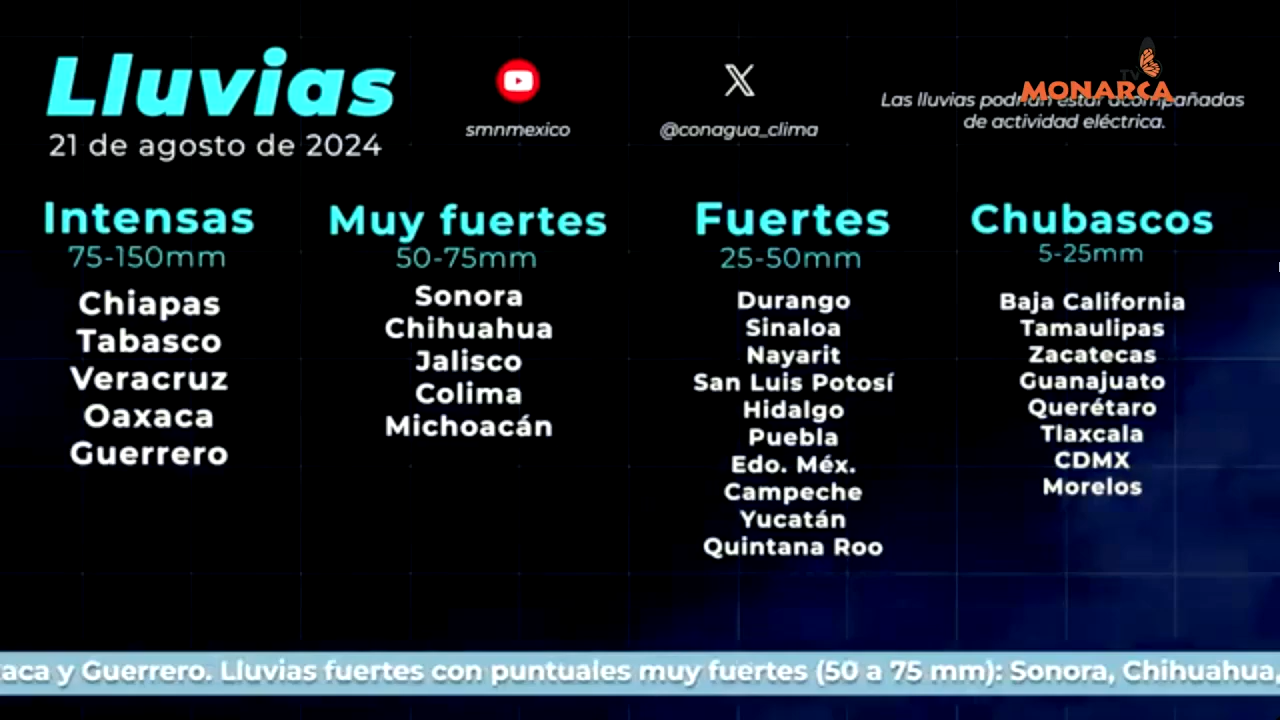 Lluvias
21 de agosto de 2024
smnmexico
@conagua_clima
TV
MONARCA
Las lluvias podrían estar acompañadas
de actividad eléctrica.
Intensas
75-150mm
Chiapas
Tabasco
Veracruz
Oaxaca
Guerrero
Muy fuertes
50-75mm
Sonora
Chihuahua
Jalisco
Colima
Michoacán
Fuertes
25-50mm
Durango
Sinaloa
Nayarit
San Luis Potosí
Hidalgo
Puebla
Edo. Méx.
Campeche
Yucatán
Quintana Roo
Chubascos
5-25mm
Baja California
Tamaulipas
Zacatecas
Guanajuato
Querétaro
Tlaxcala
CDMX
Morelos
aca y Guerrero. Lluvias fuertes con puntuales muy fuertes (50 a 75 mm): Sonora, Chihuahua,